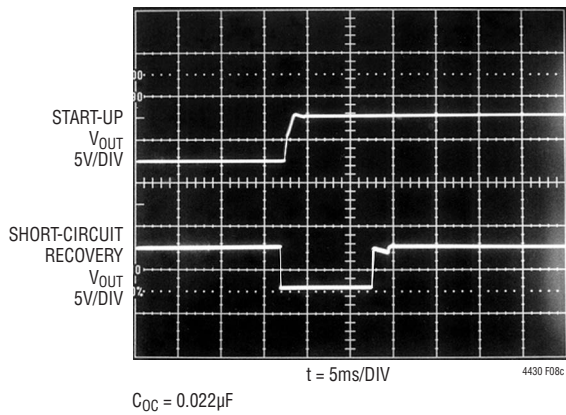 START-UP
V_OUT
5V/DIV
SHORT-CIRCUIT
RECOVERY
V_OUT
5V/DIV
t = 5ms/DIV
4430 F08c
C_OC = 0.022µF